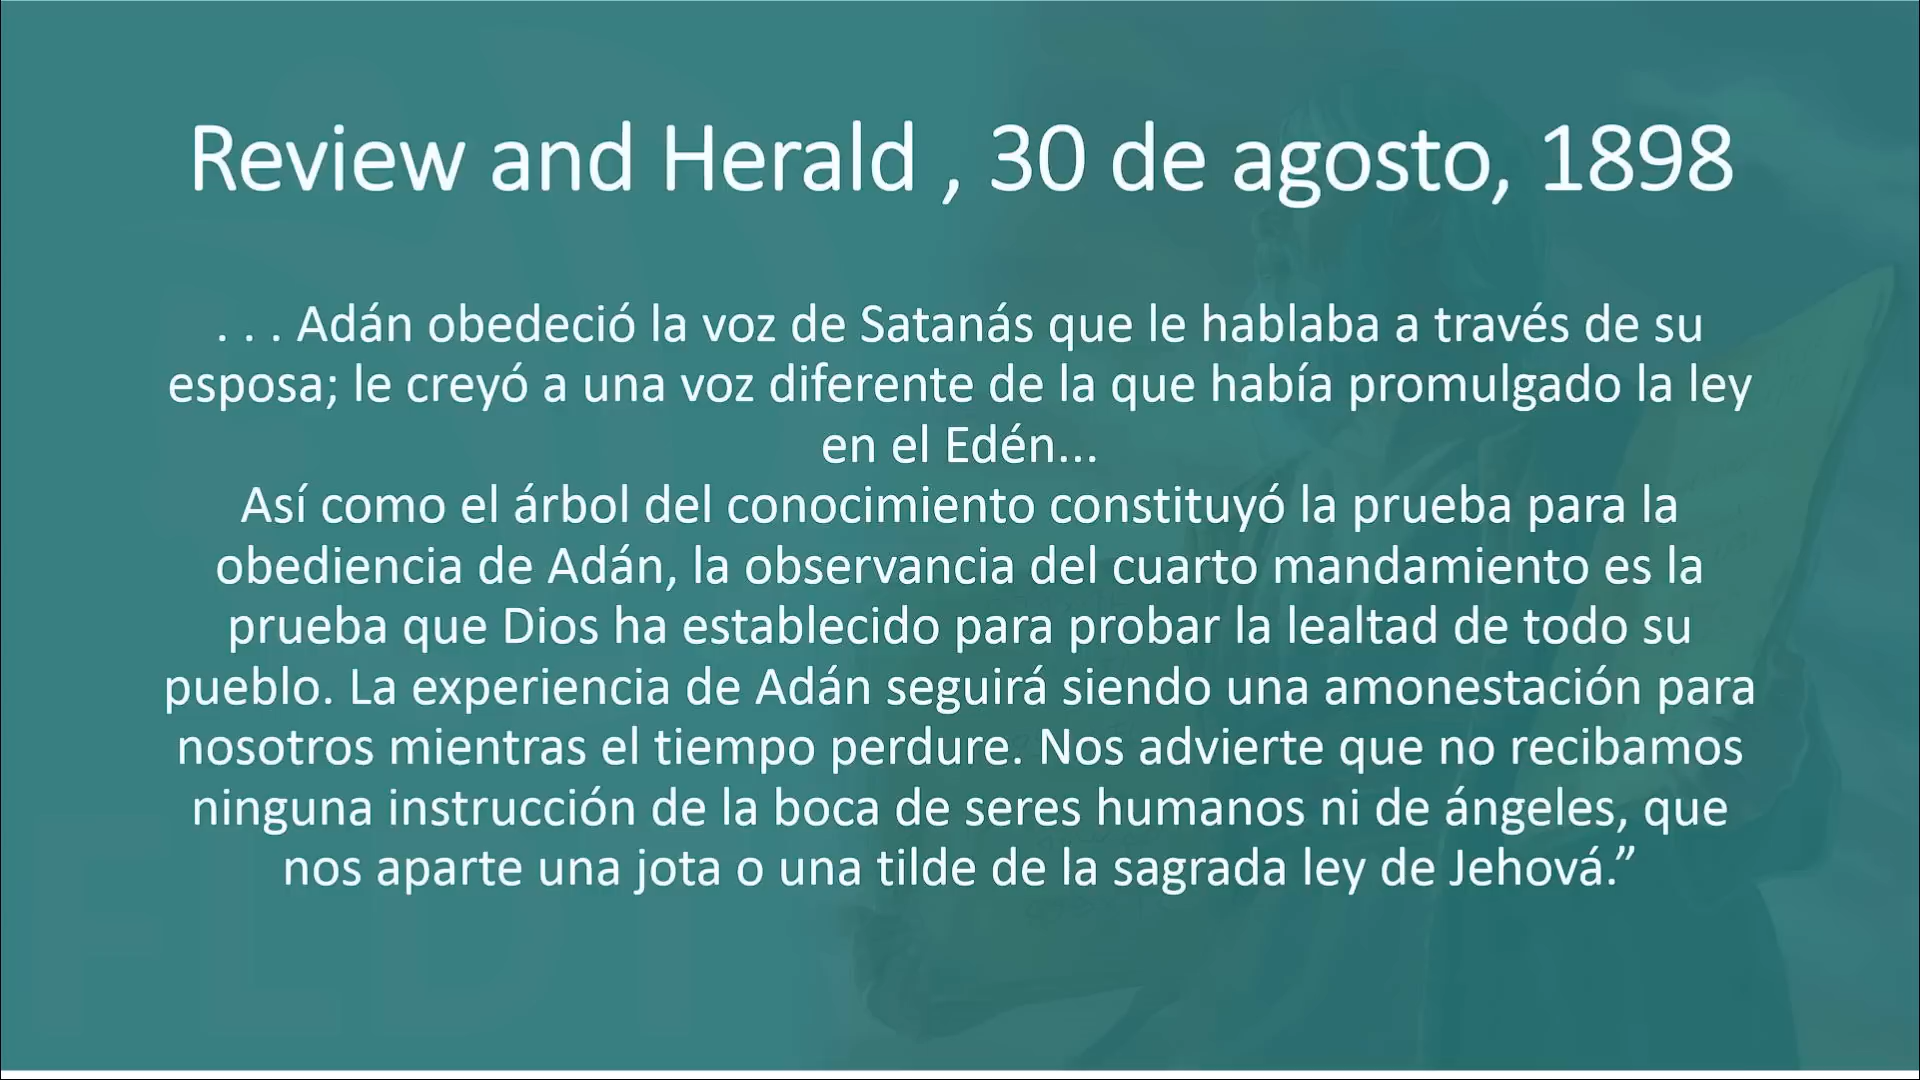 Review and Herald , 30 de agosto, 1898
. . . Adán obedeció la voz de Satanás que le hablaba a través de su
esposa; le creyó a una voz diferente de la que había promulgado la ley
en el Edén...
Así como el árbol del conocimiento constituyó la prueba para la
obediencia de Adán, la observancia del cuarto mandamiento es la
prueba que Dios ha establecido para probar la lealtad de todo su
pueblo. La experiencia de Adán seguirá siendo una amonestación para
nosotros mientras el tiempo perdure. Nos advierte que no recibamos
ninguna instrucción de la boca de seres humanos ni de ángeles, que
nos aparte una jota o una tilde de la sagrada ley de Jehová.”